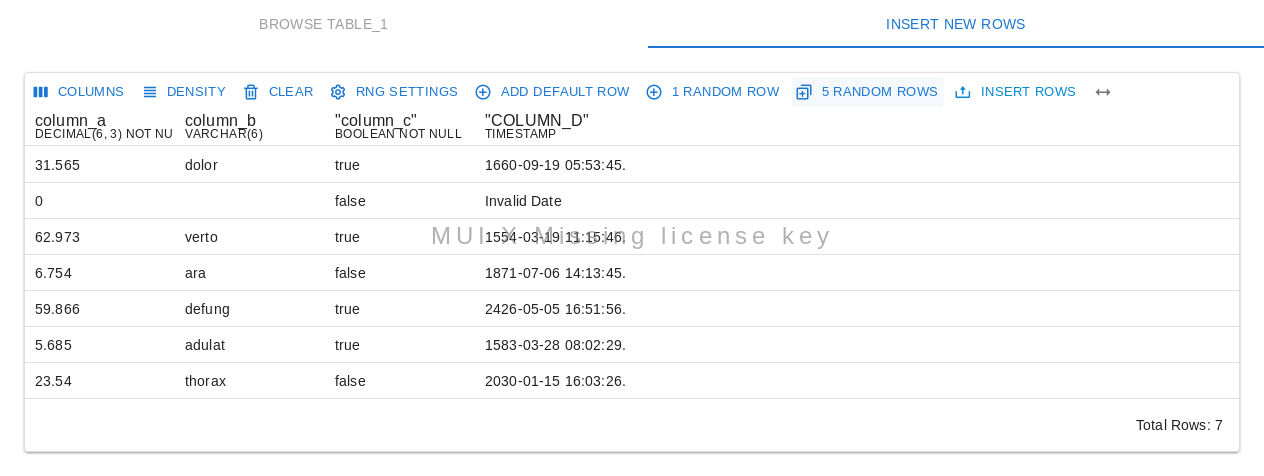 BROWSE TABLE_1 INSERT NEW ROWS
COLUMNS DENSITY CLEAR RNG SETTINGS ADD DEFAULT ROW 1 RANDOM ROW 5 RANDOM ROWS INSERT ROWS
column_a column_b "column_c" "COLUMN_D"
DECIMAL(6, 3) NOT NU VARCHAR(6) BOOLEAN NOT NULL TIMESTAMP
31.565 dolor true 1660-09-19 05:53:45.
0 false Invalid Date
62.973 verto true 1554-03-19 11:15:46.
MUI X Missing license key
6.754 ara false 1871-07-06 14:13:45.
59.866 defung true 2426-05-05 16:51:56.
5.685 adulat true 1583-03-28 08:02:29.
23.54 thorax false 2030-01-15 16:03:26.
Total Rows: 7